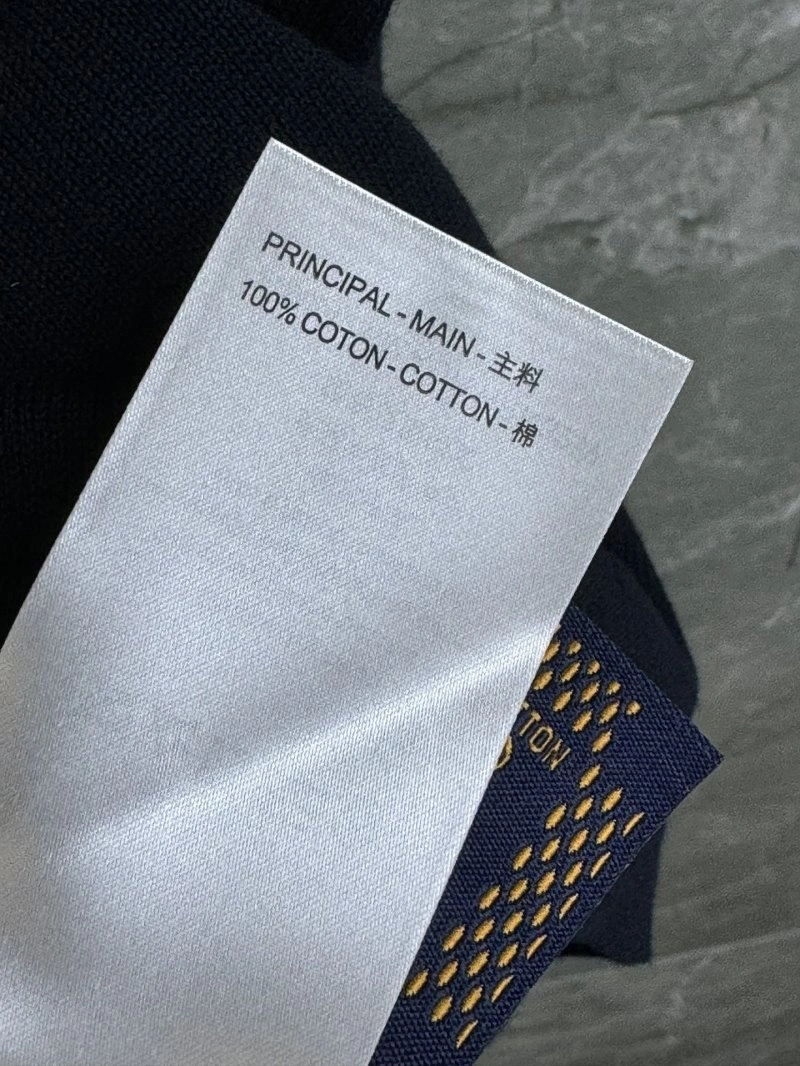 PRINCIPAL - MAIN - 主料
100% COTON - COTTON - 棉